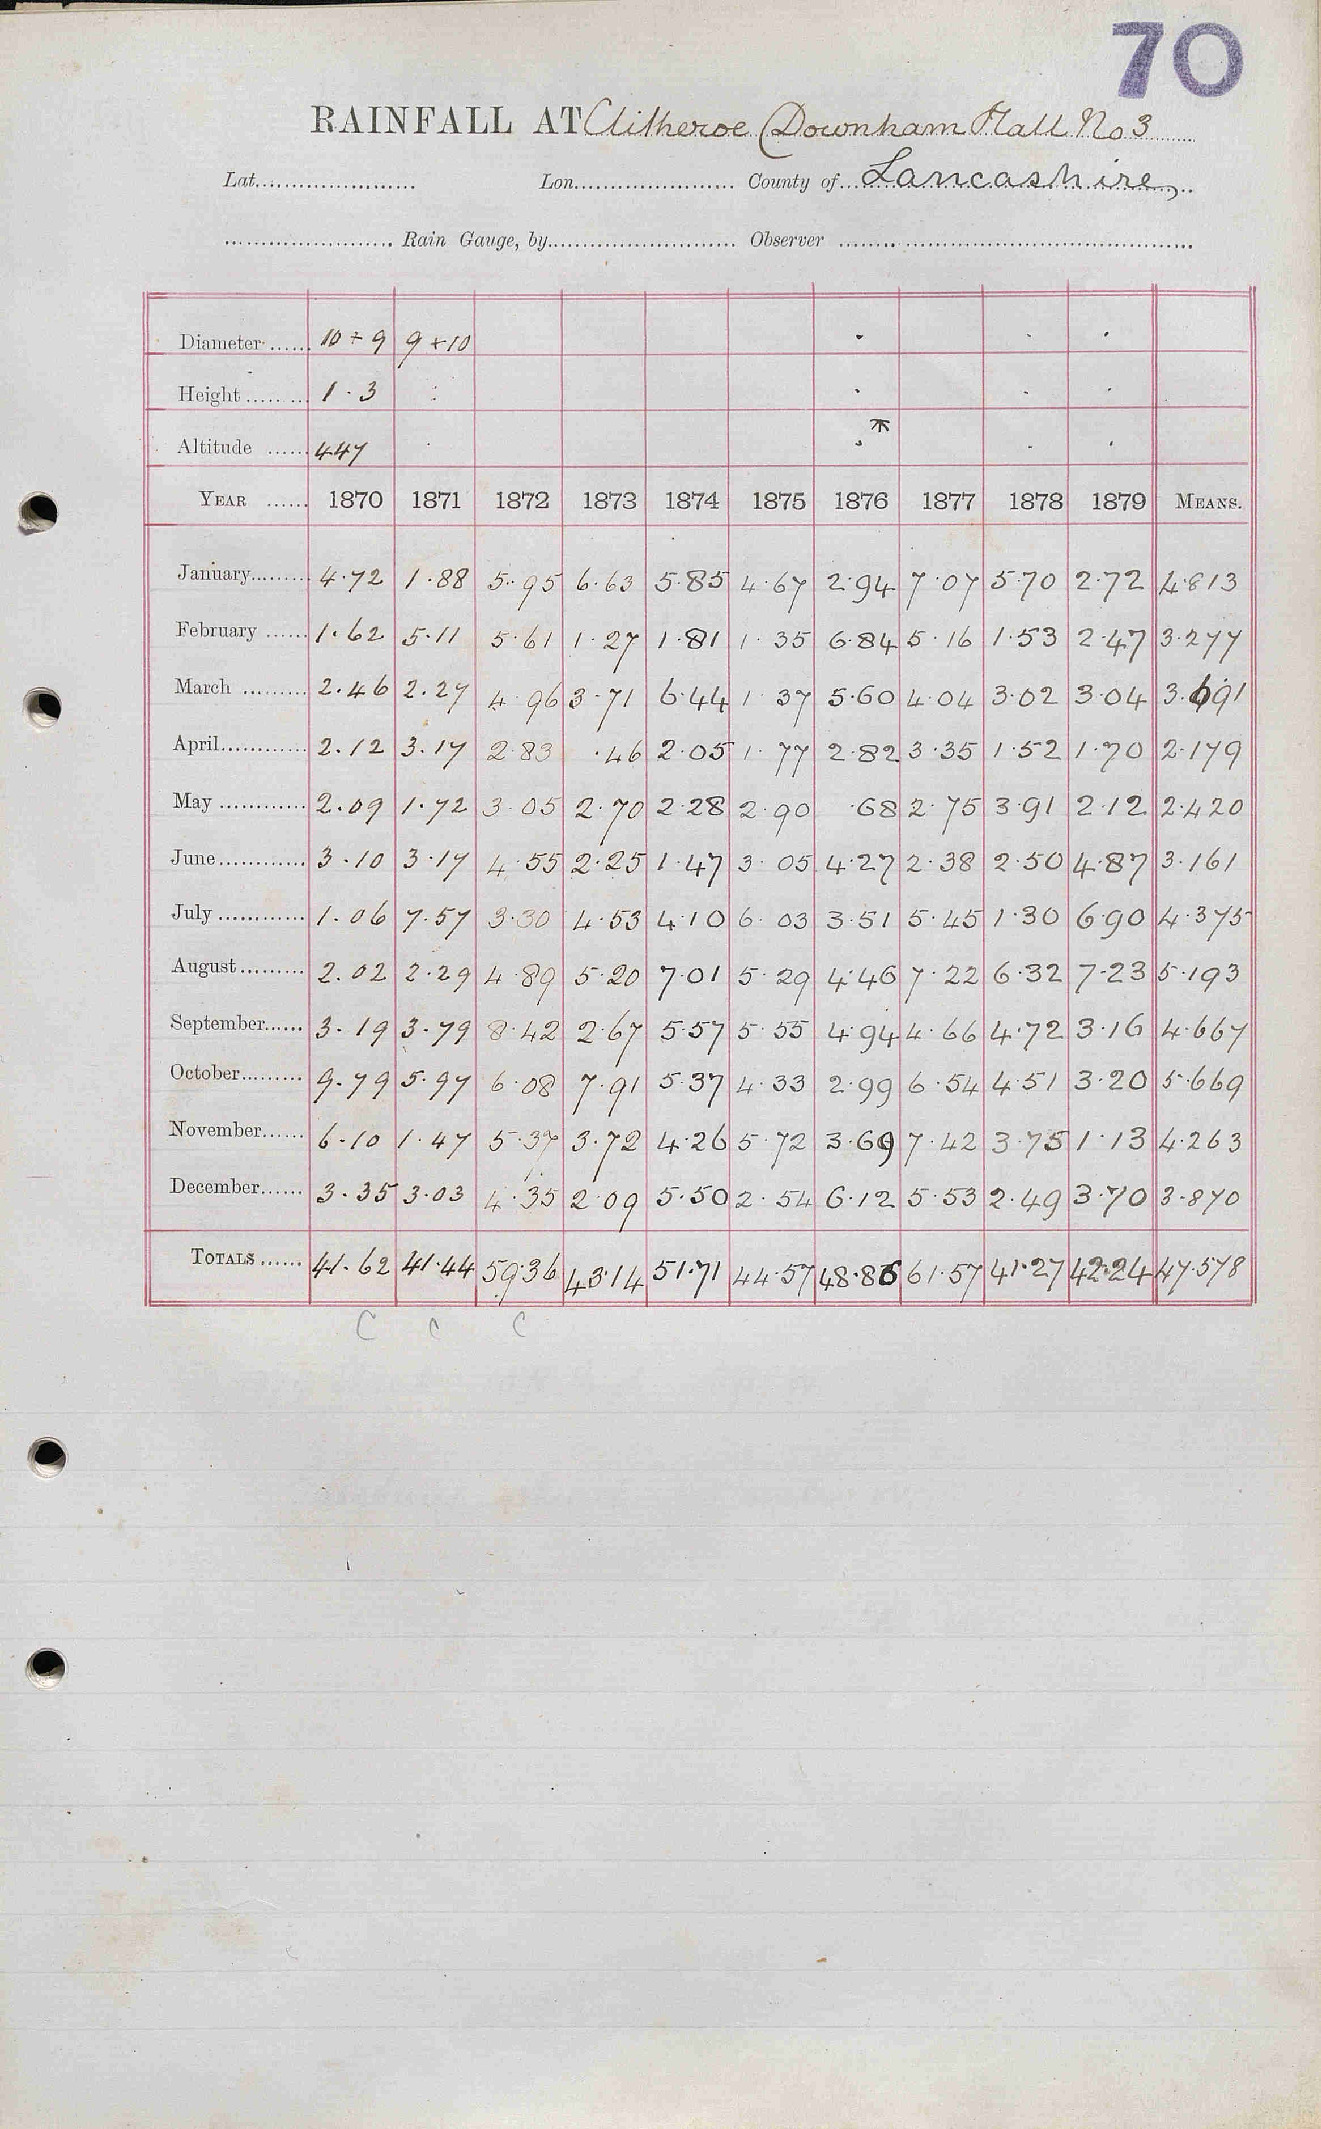 70
RAINFALL AT Clitheroe (Downham Hall No 3
Lat. Lon. County of Lancashire,
Rain Gauge, by Observer
Diameter 10 + 9 9 + 10
Height 1 · 3
Altitude 447
YEAR 1870 1871 1872 1873 1874 1875 1876 1877 1878 1879 MEANS.
January 4.72 1.88 5.95 6.63 5.85 4.67 2.94 7.07 5.70 2.72 4.813
February 1.62 5.11 5.61 1.27 1.81 1.35 6.84 5.16 1.53 2.47 3.277
March 2.46 2.27 4.96 3.71 6.44 1.37 5.60 4.04 3.02 3.04 3.691
April 2.12 3.17 2.83 .46 2.05 1.77 2.82 3.35 1.52 1.70 2.179
May 2.09 1.72 3.05 2.70 2.28 2.90 .68 2.75 3.91 2.12 2.420
June 3.10 3.17 4.55 2.25 1.47 3.05 4.27 2.38 2.50 4.87 3.161
July 1.06 7.57 3.30 4.53 4.10 6.03 3.51 5.45 1.30 6.90 4.375
August 2.02 2.29 4.89 5.20 7.01 5.29 4.46 7.22 6.32 7.23 5.193
September 3.19 3.79 8.42 2.67 5.57 5.55 4.94 4.66 4.72 3.16 4.667
October 9.79 5.97 6.08 7.91 5.37 4.33 2.99 6.54 4.51 3.20 5.669
November 6.10 1.47 5.37 3.72 4.26 5.72 3.69 7.42 3.75 1.13 4.263
December 3.35 3.03 4.35 2.09 5.50 2.54 6.12 5.53 2.49 3.70 3.870
TOTALS 41.62 41.44 59.36 43.14 51.71 44.57 48.86 61.57 41.27 42.24 47.578
C C C